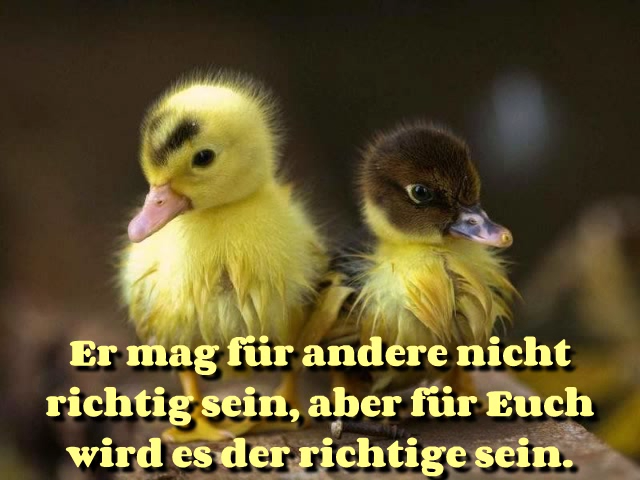 Er mag für andere nicht
richtig sein, aber für Euch
wird es der richtige sein.